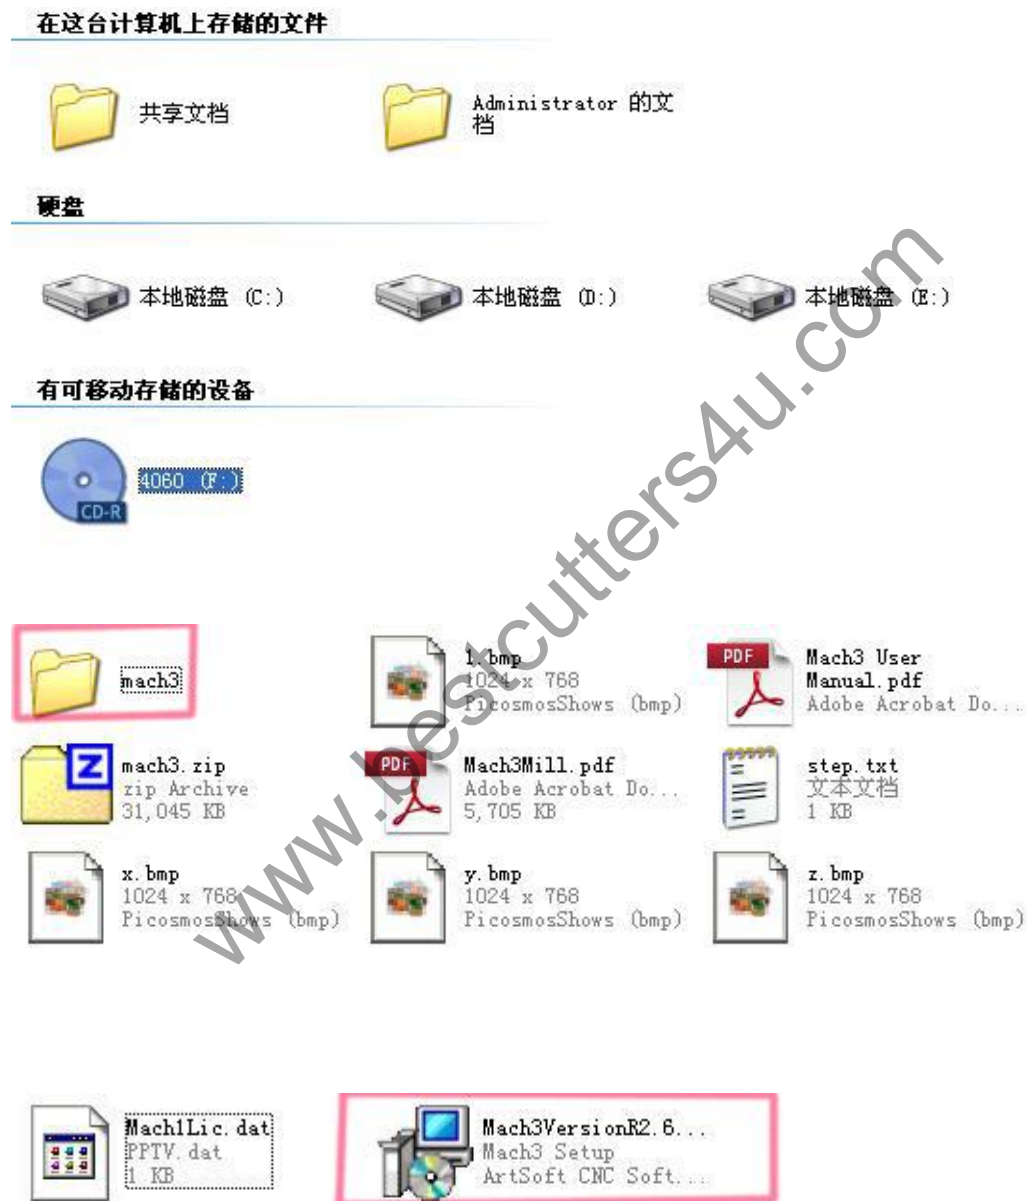 在这台计算机上存储的文件
共享文档
Administrator 的文
档
硬盘
本地磁盘 (C:)
本地磁盘 (D:)
本地磁盘 (E:)
有可移动存储的设备
4060 (F:)
CD-R
mach3
1.bmp
1024 x 768
PicosmosShows (bmp)
PDF
Mach3 User
Manual.pdf
Adobe Acrobat Do...
mach3.zip
zip Archive
31,045 KB
PDF
Mach3Mill.pdf
Adobe Acrobat Do...
5,705 KB
step.txt
文本文档
1 KB
x.bmp
1024 x 768
PicosmosShows (bmp)
y.bmp
1024 x 768
PicosmosShows (bmp)
z.bmp
1024 x 768
PicosmosShows (bmp)
Mach1Lic.dat
PPTV.dat
1 KB
Mach3VersionR2.6...
Mach3 Setup
ArtSoft CNC Soft...
www.bestcutters4u.com